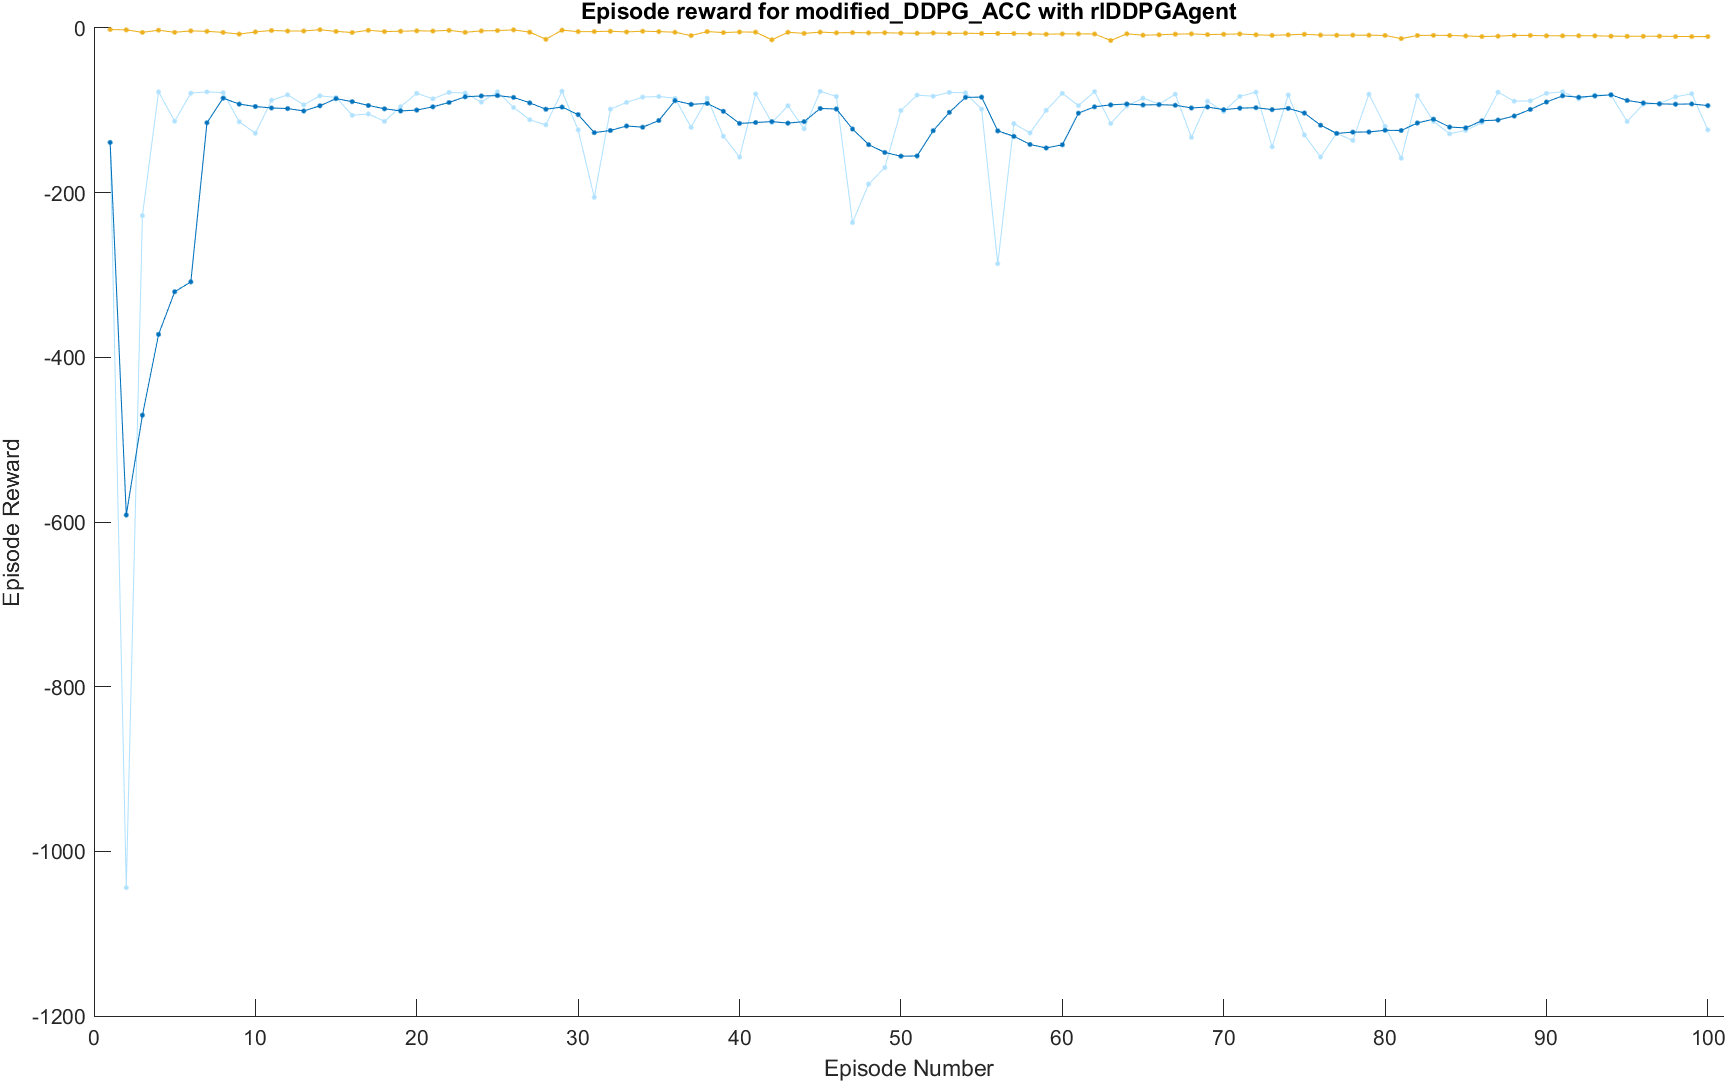 Episode reward for modified_DDPG_ACC with rlDDPGAgent
0
-200
-400
-600
-800
-1000
-1200
Episode Reward
0 10 20 30 40 50 60 70 80 90 100
Episode Number